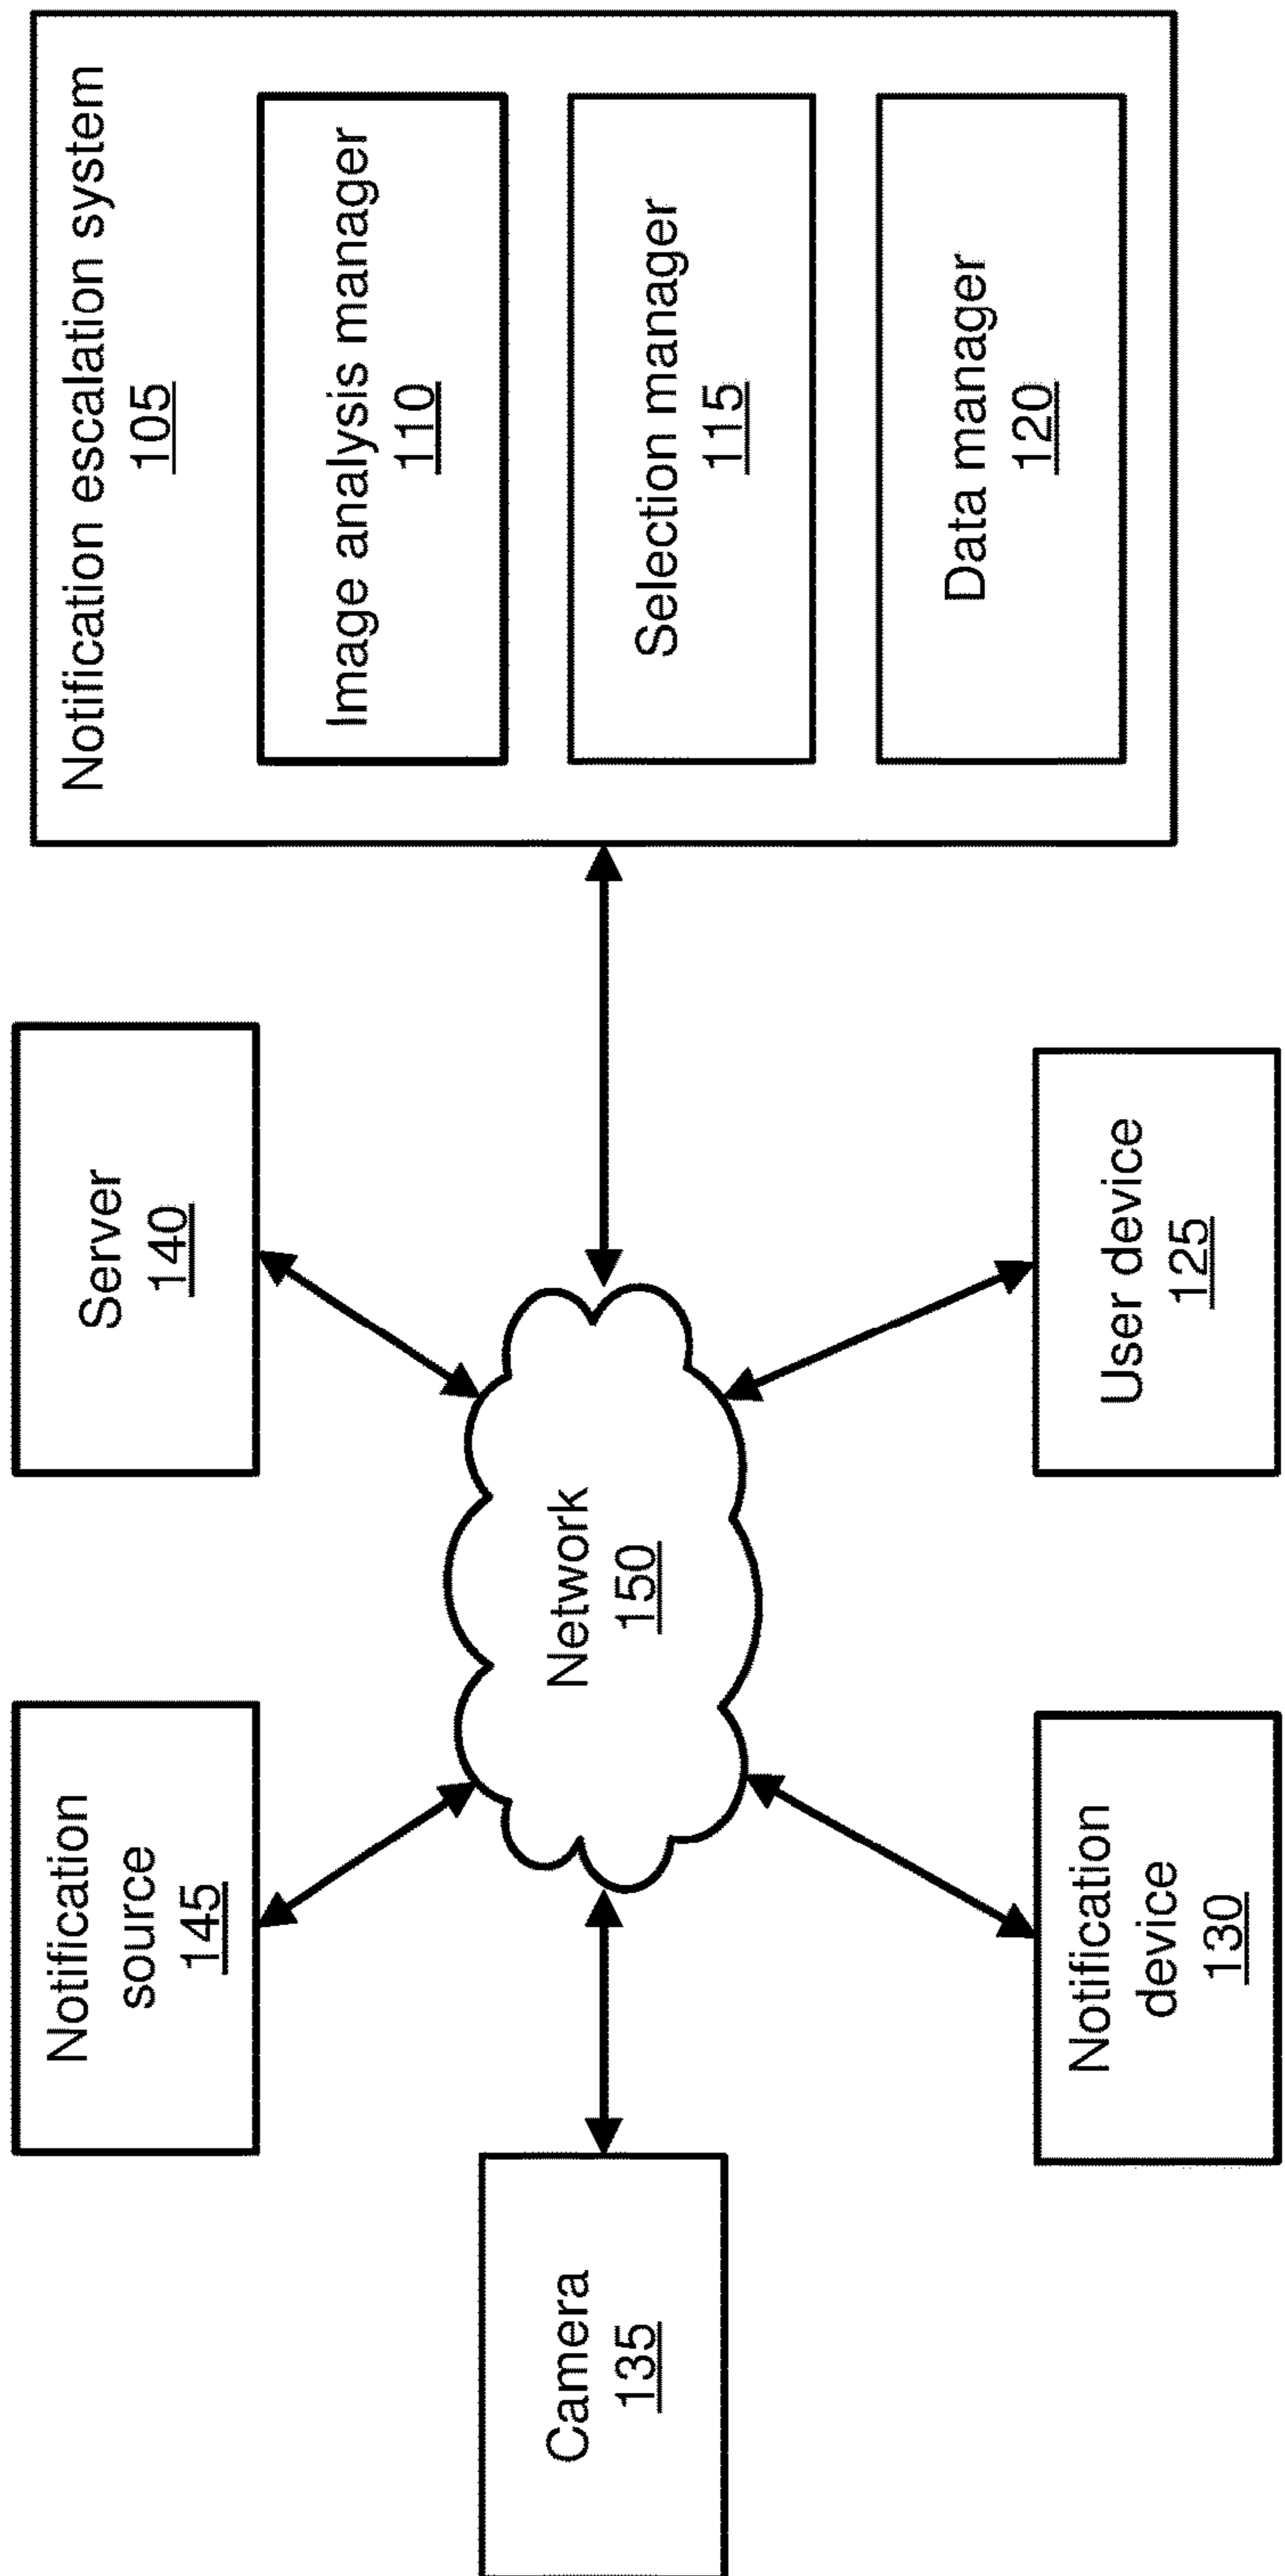 Notification escalation system
105
Image analysis manager
110
Selection manager
115
Data manager
120
Server
140
Notification
source
145
Network
150
Camera
135
User device
125
Notification
device
130